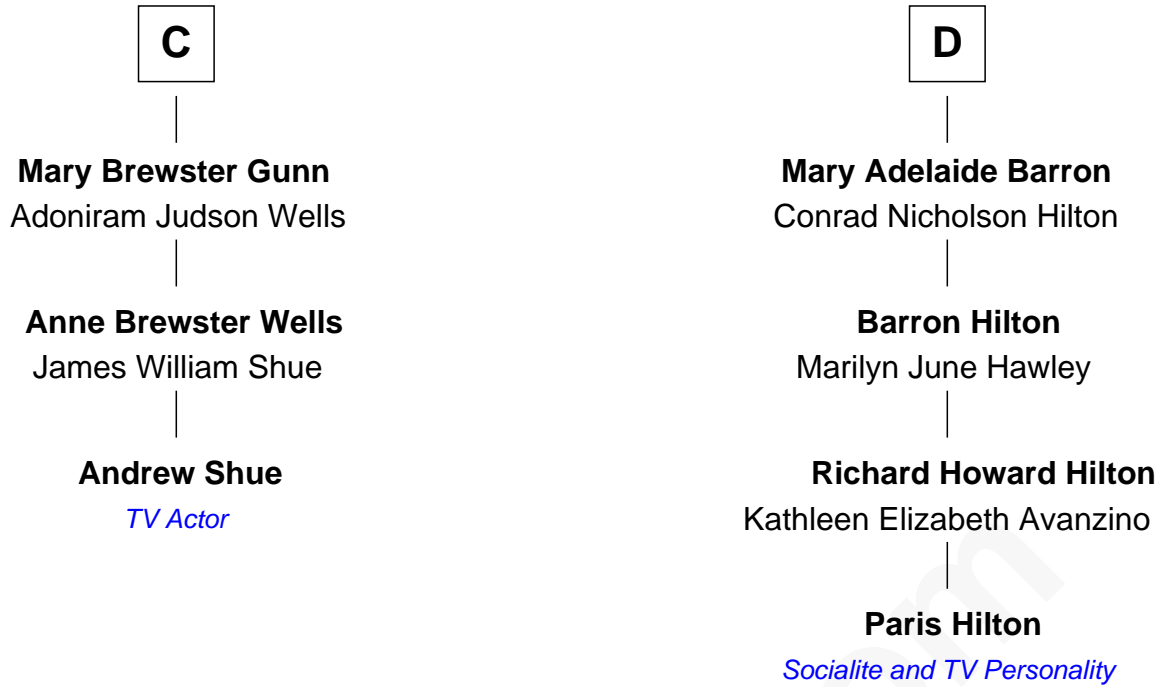 C
Mary Brewster Gunn
Adoniram Judson Wells
Anne Brewster Wells
James William Shue
Andrew Shue
TV Actor
D
Mary Adelaide Barron
Conrad Nicholson Hilton
Barron Hilton
Marilyn June Hawley
Richard Howard Hilton
Kathleen Elizabeth Avanzino
Paris Hilton
Socialite and TV Personality